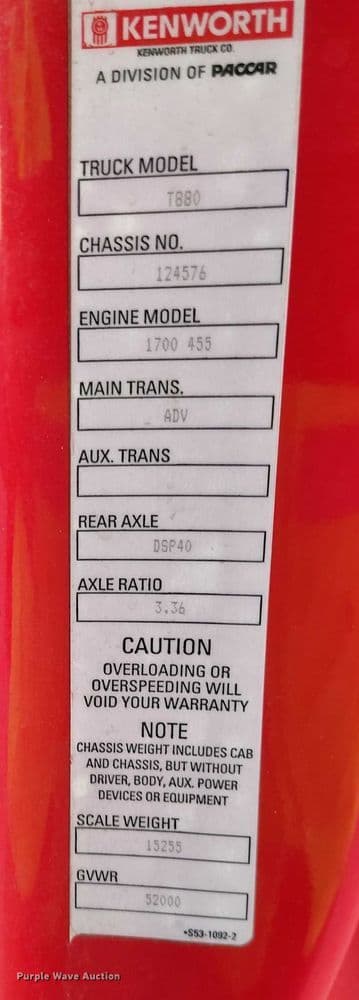 KENWORTH
KENWORTH TRUCK CO.
A DIVISION OF PACCAR
TRUCK MODEL
T880
CHASSIS NO.
124576
ENGINE MODEL
1700 455
MAIN TRANS.
ADV
AUX. TRANS
REAR AXLE
DSP40
AXLE RATIO
3.36
CAUTION
OVERLOADING OR
OVERSPEEDING WILL
VOID YOUR WARRANTY
NOTE
CHASSIS WEIGHT INCLUDES CAB
AND CHASSIS, BUT WITHOUT
DRIVER, BODY, AUX. POWER
DEVICES OR EQUIPMENT
SCALE WEIGHT
15255
GVWR
52000
•S53-1092-2
Purple Wave Auction